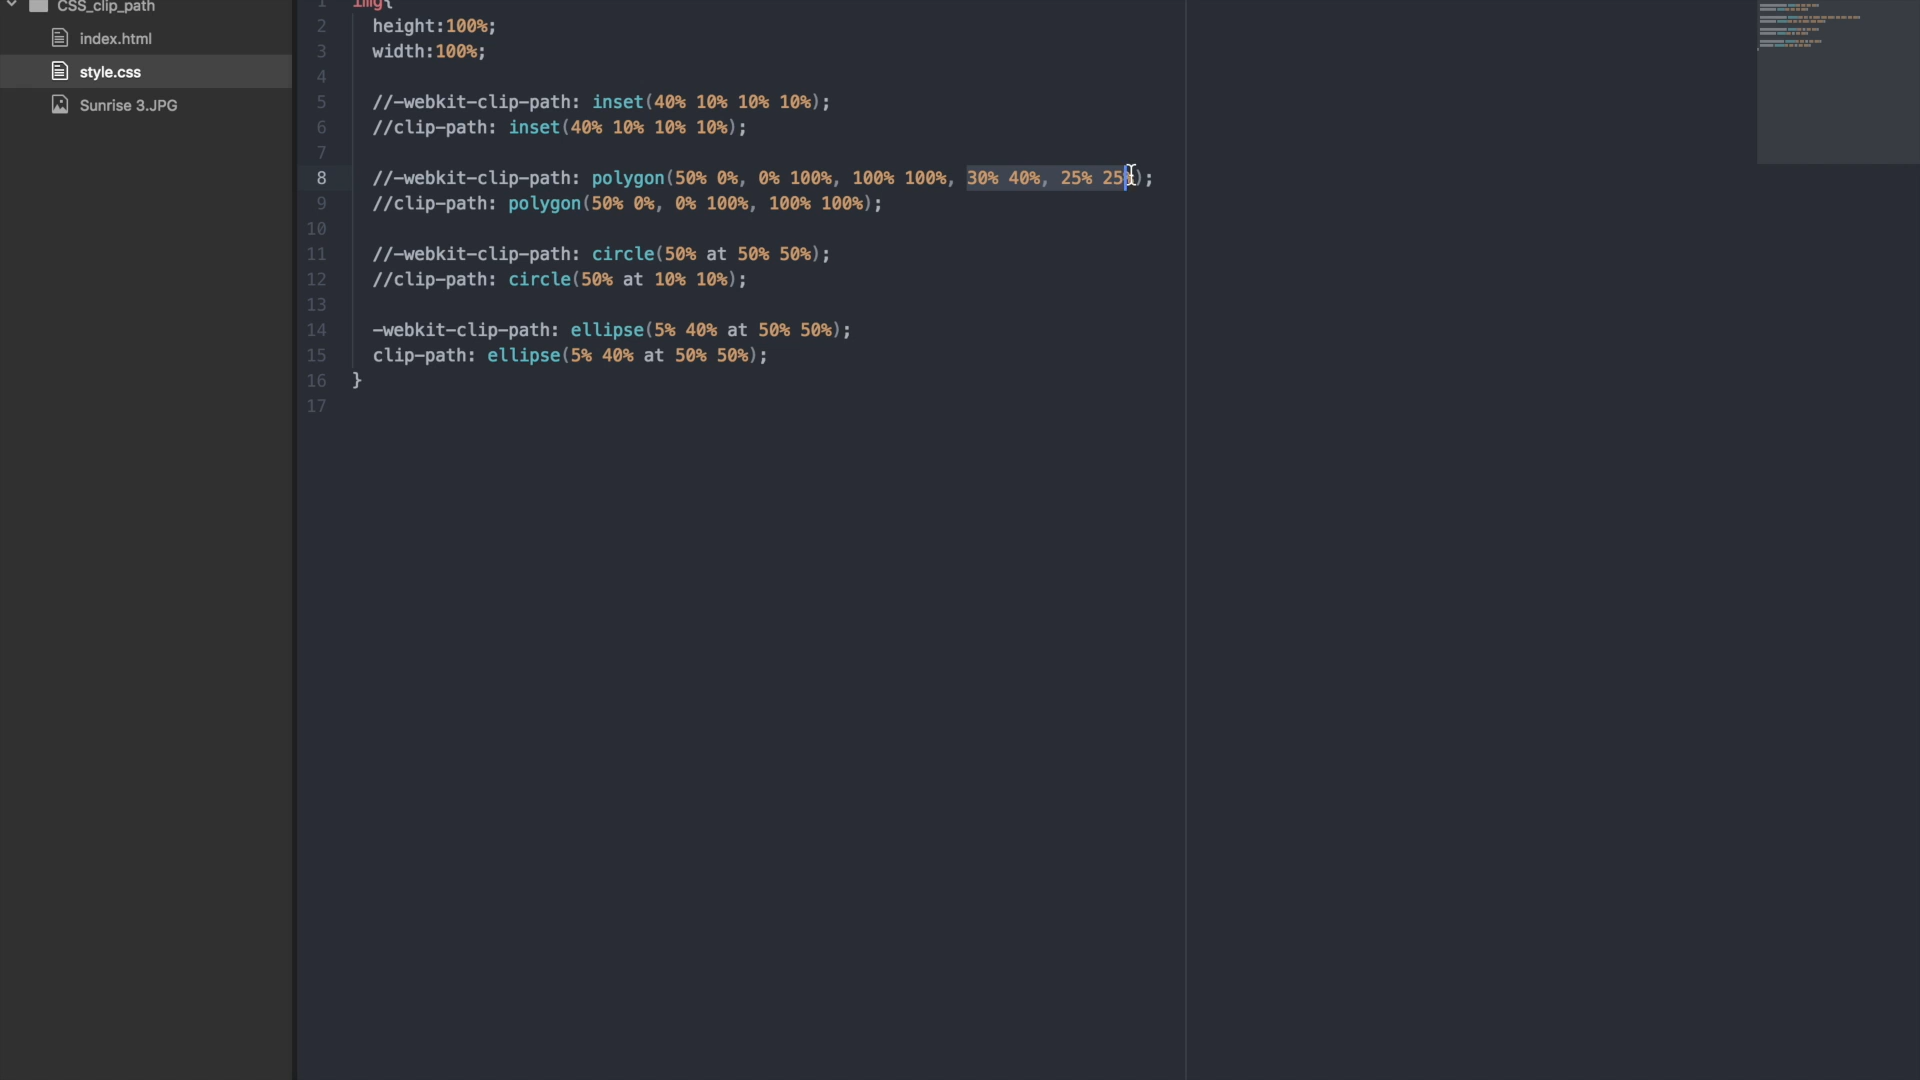 CSS_clip_path
index.html
style.css
Sunrise 3.JPG
1 img{
2 height:100%;
3 width:100%;
4
5 //-webkit-clip-path: inset(40% 10% 10% 10%);
6 //clip-path: inset(40% 10% 10% 10%);
7
8 //-webkit-clip-path: polygon(50% 0%, 0% 100%, 100% 100%, 30% 40%, 25% 25%);
9 //clip-path: polygon(50% 0%, 0% 100%, 100% 100%);
10
11 //-webkit-clip-path: circle(50% at 50% 50%);
12 //clip-path: circle(50% at 10% 10%);
13
14 -webkit-clip-path: ellipse(5% 40% at 50% 50%);
15 clip-path: ellipse(5% 40% at 50% 50%);
16 }
17